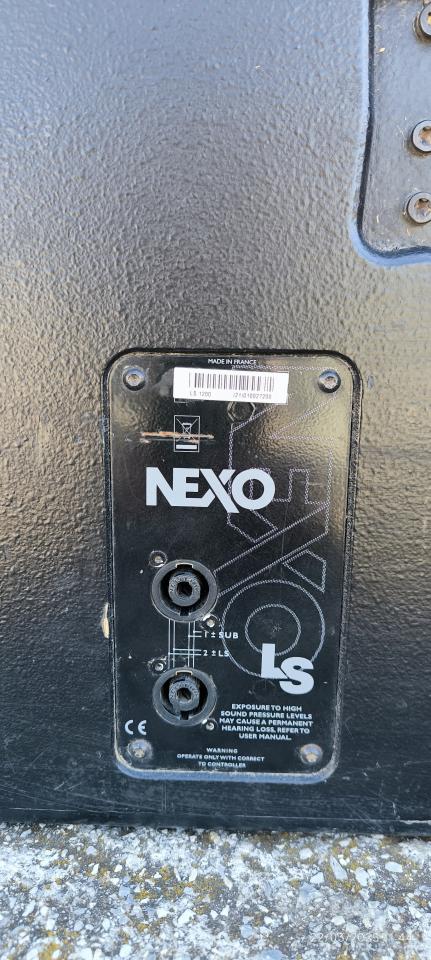 MADE IN FRANCE
LS 1200
NEXO
1 ± SUB
2 ± LS
LS
EXPOSURE TO HIGH
SOUND PRESSURE LEVELS
MAY CAUSE A PERMANENT
HEARING LOSS, REFER TO
USER MANUAL.
CE
WARNING
OPERATE ONLY WITH CORRECT
TD CONTROLLER